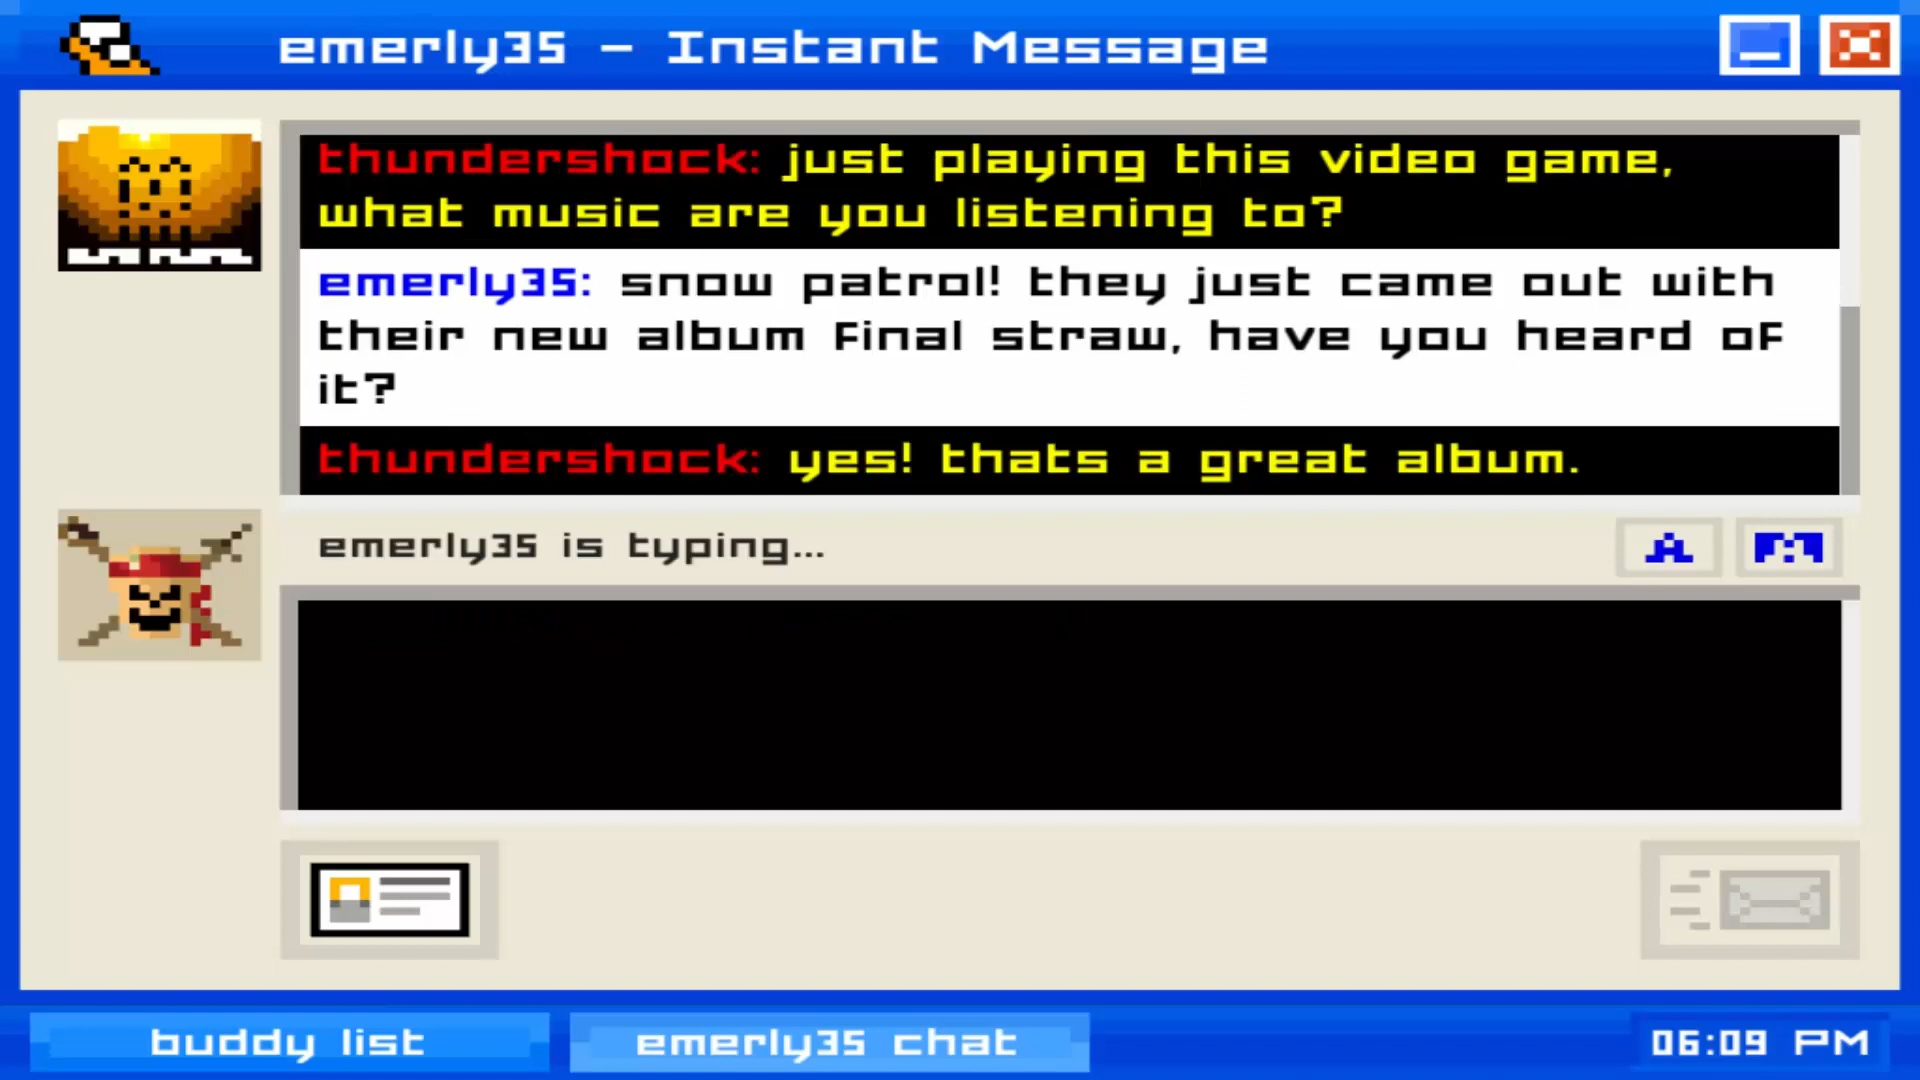 emerly35 - Instant Message
thundershock: just playing this video game,
what music are you listening to?
emerly35: snow patrol! they just came out with
their new album Final straw, have you heard of
it?
thundershock: yes! thats a great album.
emerly35 is typing...
A
buddy list
emerly35 chat
06:09 PM